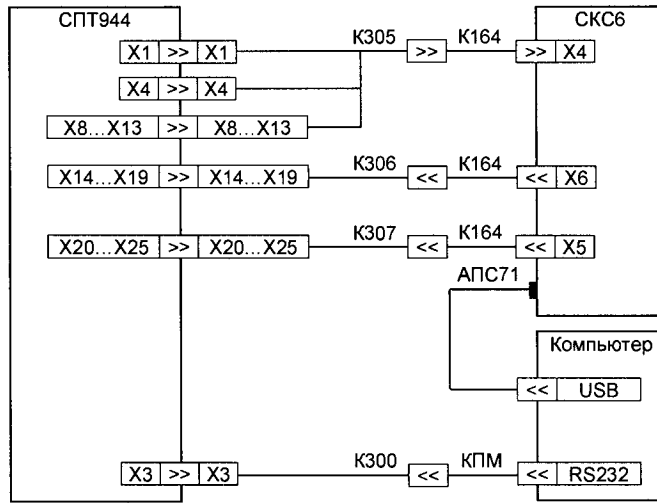 СПТ944 СКС6
X1 >> X1 К305 >> К164 >> X4
X4 >> X4
X8...X13 >> X8...X13
X14...X19 >> X14...X19 К306 << К164 << X6
X20...X25 >> X20...X25 К307 << К164 << X5
АПС71
Компьютер
<< USB
X3 >> X3 К300 << КПМ << RS232